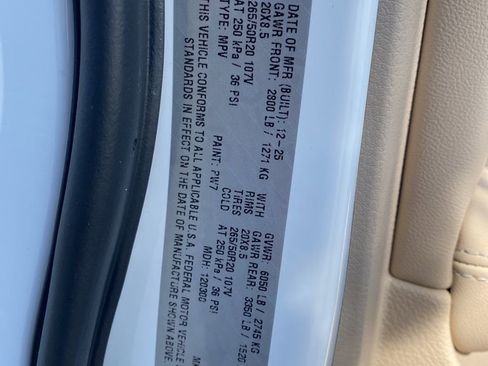 DATE OF MFR (BUILT): 12-25 GVWR: 6050 LB / 2745 KG
GAWR FRONT: 2800 LB / 1271 KG WITH GAWR REAR: 3350 LB / 1520
20X8.5 RIMS 20X8.5
265/50R20 107V TIRES 265/50R20 107V
AT 250 kPa / 36 PSI COLD AT 250 kPa / 36 PSI
TYPE: MPV PAINT: PW7 MDH: 120300
THIS VEHICLE CONFORMS TO ALL APPLICABLE U.S.A. FEDERAL MOTOR VEHICLE
STANDARDS IN EFFECT ON THE DATE OF MANUFACTURE SHOWN ABOVE.